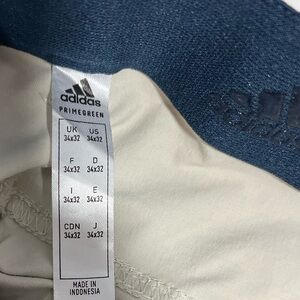 adidas
PRIMEGREEN
UK US
34x32 34x32
F D
34x32 34x32
I E
34x32 34x32
CDN J
34x32 34x32
MADE IN
INDONESIA